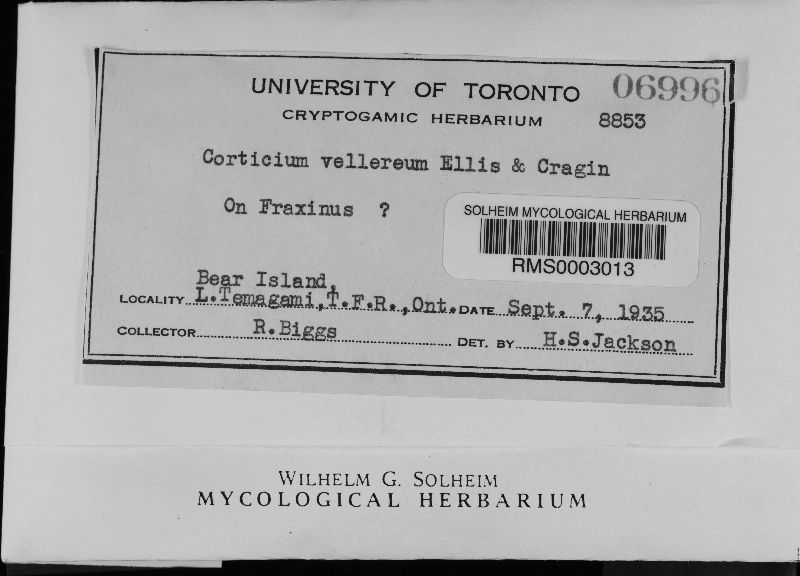 UNIVERSITY OF TORONTO 06996
CRYPTOGAMIC HERBARIUM 8853
Corticium vellereum Ellis & Cragin
On Fraxinus ?
SOLHEIM MYCOLOGICAL HERBARIUM
RMS0003013
Bear Island,
LOCALITY L.Temagami,T.F.R.,Ont. DATE Sept. 7, 1935
COLLECTOR R.Biggs DET. BY H.S.Jackson
WILHELM G. SOLHEIM
MYCOLOGICAL HERBARIUM